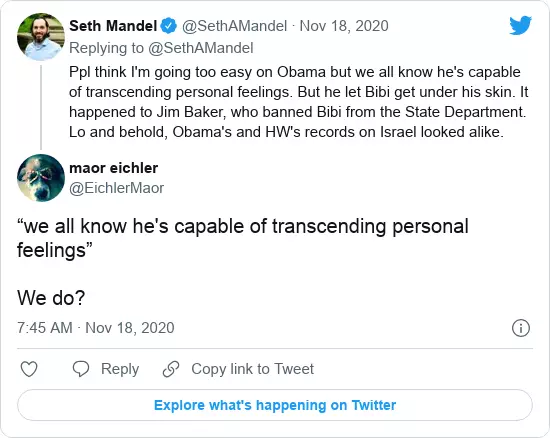 Seth Mandel @SethAMandel · Nov 18, 2020
Replying to @SethAMandel
Ppl think I'm going too easy on Obama but we all know he's capable
of transcending personal feelings. But he let Bibi get under his skin. It
happened to Jim Baker, who banned Bibi from the State Department.
Lo and behold, Obama's and HW's records on Israel looked alike.
maor eichler
@EichlerMaor
“we all know he's capable of transcending personal
feelings”
We do?
7:45 AM · Nov 18, 2020
Reply Copy link to Tweet
Explore what's happening on Twitter